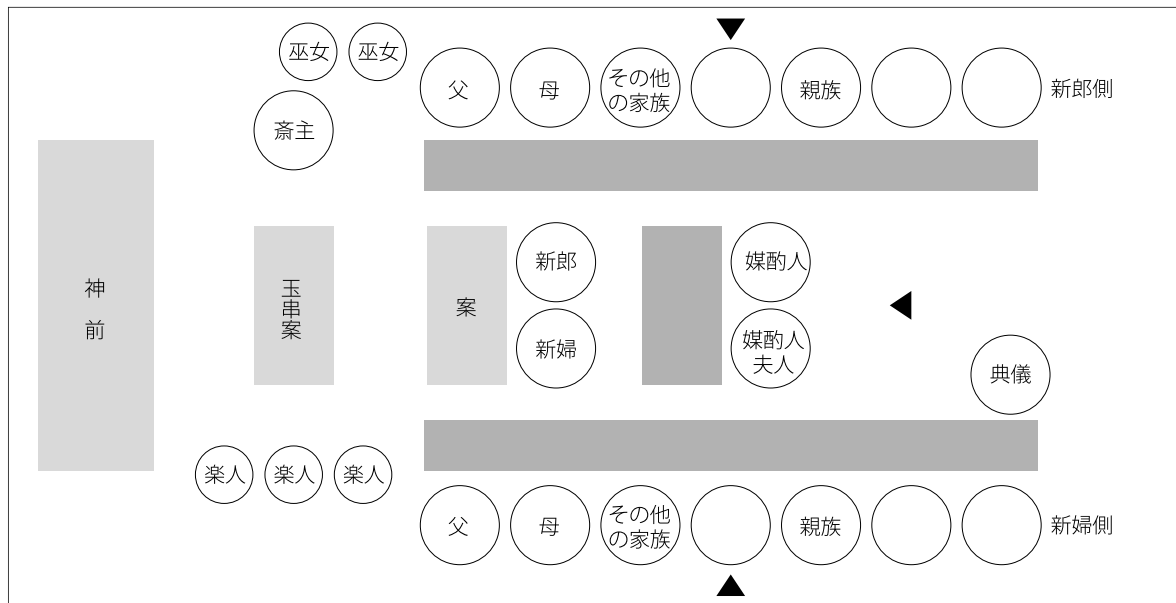 巫女
巫女
父
母
その他
の家族
親族
新郎側
斎主
神前
玉串案
案
新郎
新婦
媒酌人
媒酌人
夫人
典儀
楽人
楽人
楽人
父
母
その他
の家族
親族
新婦側